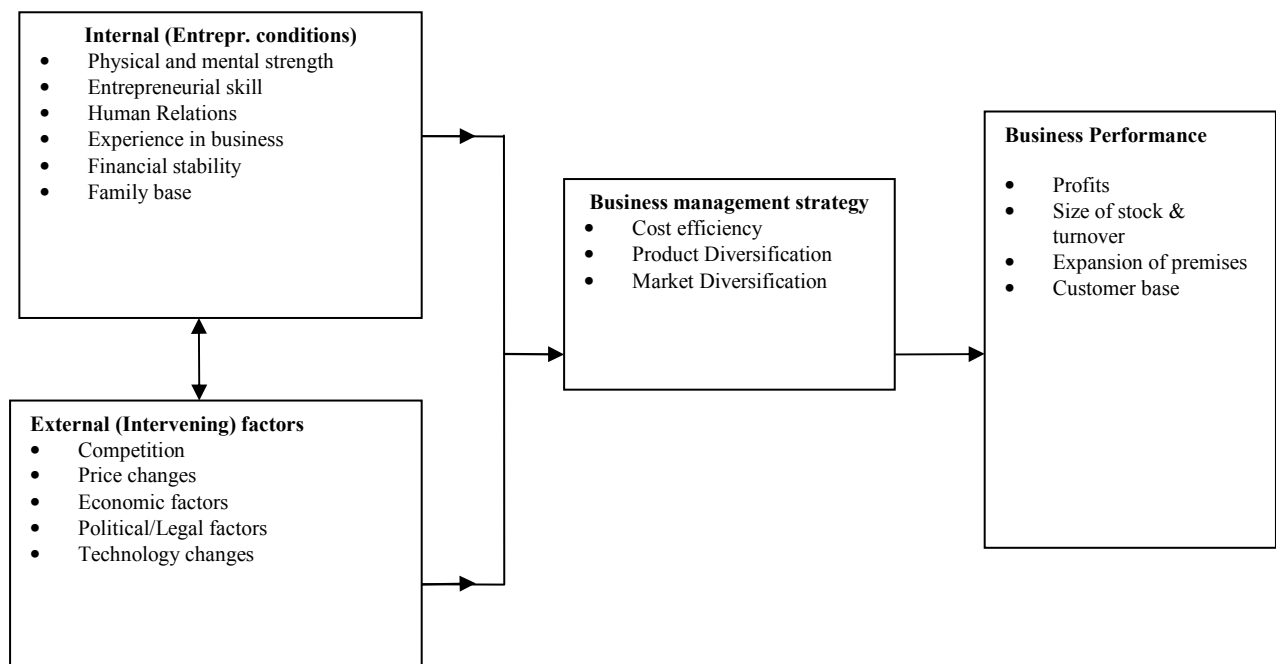 Internal (Entrepr. conditions)
• Physical and mental strength
• Entrepreneurial skill
• Human Relations
• Experience in business
• Financial stability
• Family base
External (Intervening) factors
• Competition
• Price changes
• Economic factors
• Political/Legal factors
• Technology changes
Business management strategy
• Cost efficiency
• Product Diversification
• Market Diversification
Business Performance
• Profits
• Size of stock &
turnover
• Expansion of premises
• Customer base